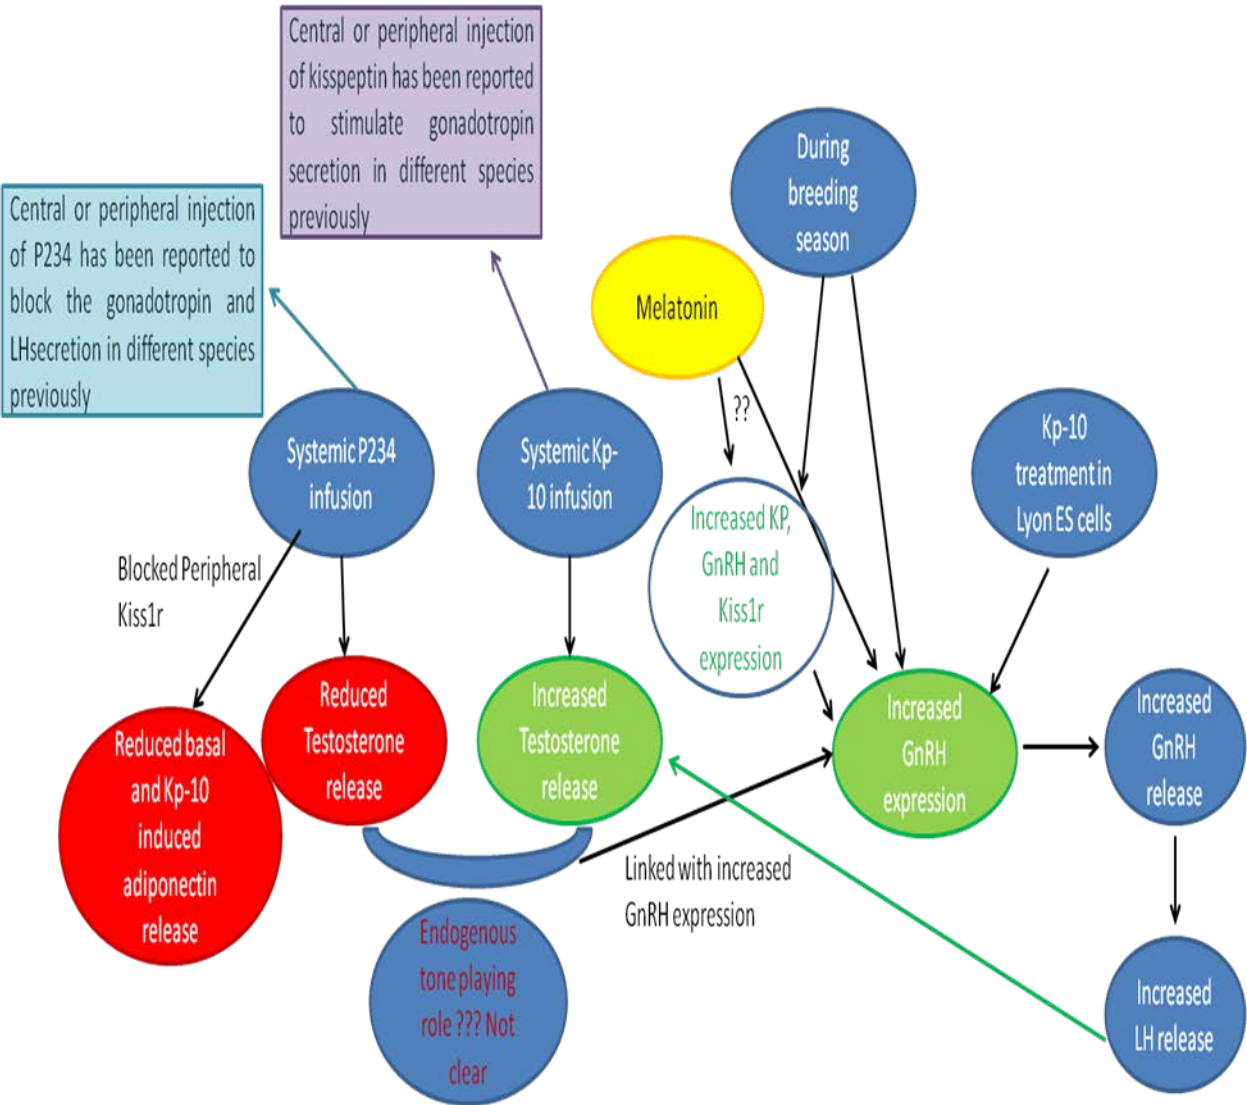 Central or peripheral injection
of kisspeptin has been reported
to stimulate gonadotropin
secretion in different species
previously
Central or peripheral injection
of P234 has been reported to
block the gonadotropin and
LHsecretion in different species
previously
During
breeding
season
Melatonin
??
Systemic P234
infusion
Systemic Kp-
10 infusion
Kp-10
treatment in
Lyon ES cells
Increased KP,
GnRH and
Kiss1r
expression
Blocked Peripheral
Kiss1r
Reduced basal
and Kp-10
induced
adiponectin
release
Reduced
Testosterone
release
Increased
Testosterone
release
Increased
GnRH
expression
Increased
GnRH
release
Linked with increased
GnRH expression
Endogenous
tone playing
role ??? Not
clear
Increased
LH release